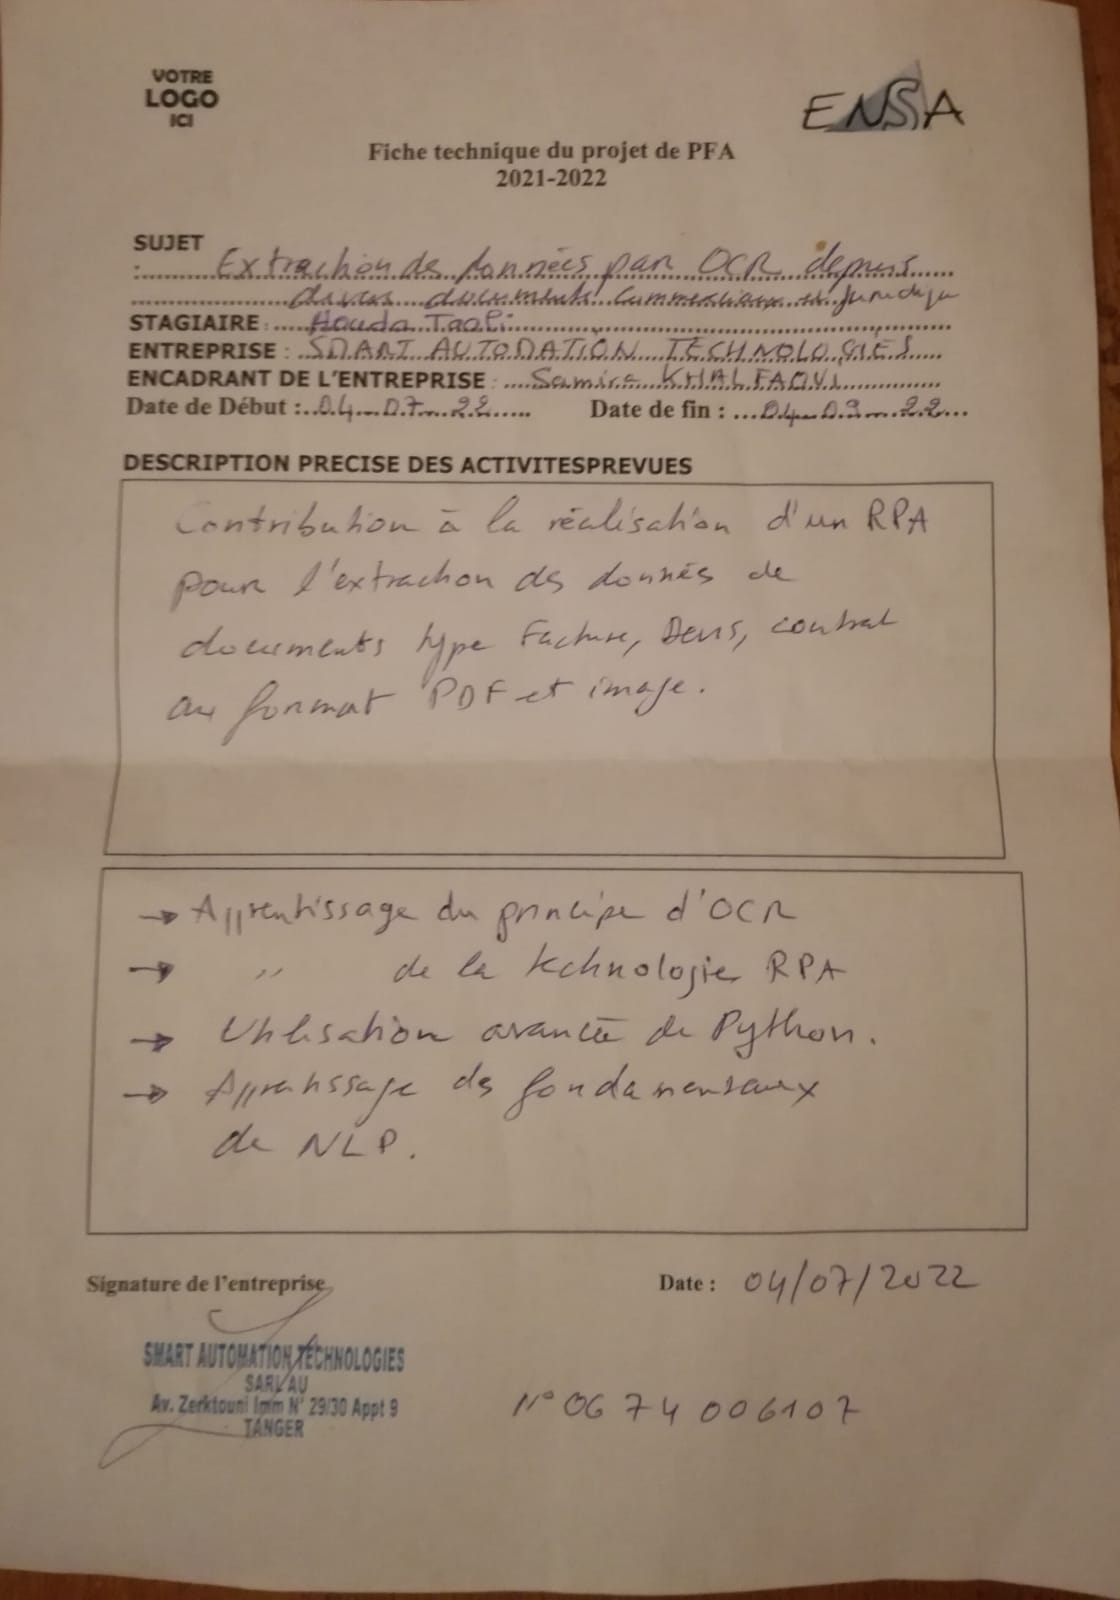 VOTRE
LOGO
ICI
ENSA
Fiche technique du projet de PFA
2021-2022
SUJET
: Extraction de données par OCR depuis
divers documents Commerciaux et juridique
STAGIAIRE : Houda
ENTREPRISE : SMART AUTOMATION TECHNOLOGIES
ENCADRANT DE L'ENTREPRISE : Samira KHALFAOUI
Date de Début : 04 - 07 - 22 Date de fin : 04 - 09 - 22
DESCRIPTION PRECISE DES ACTIVITESPREVUES
Contribution à la réalisation d'un RPA
pour l'extraction des donnés de
documents type Facture, Devis, contrat
au format PDF et image.
→ Apprentissage du principe d'OCR
→ " de la technologie RPA
→ Utilisation avancée de Python.
→ Apprentissage des fondamentaux
de NLP.
Signature de l'entreprise
Date : 04/07/2022
SMART AUTOMATION TECHNOLOGIES
SARL AU
Av. Zerktouni Imm N° 29/30 Appt 9
TANGER
N° 06 74 006107